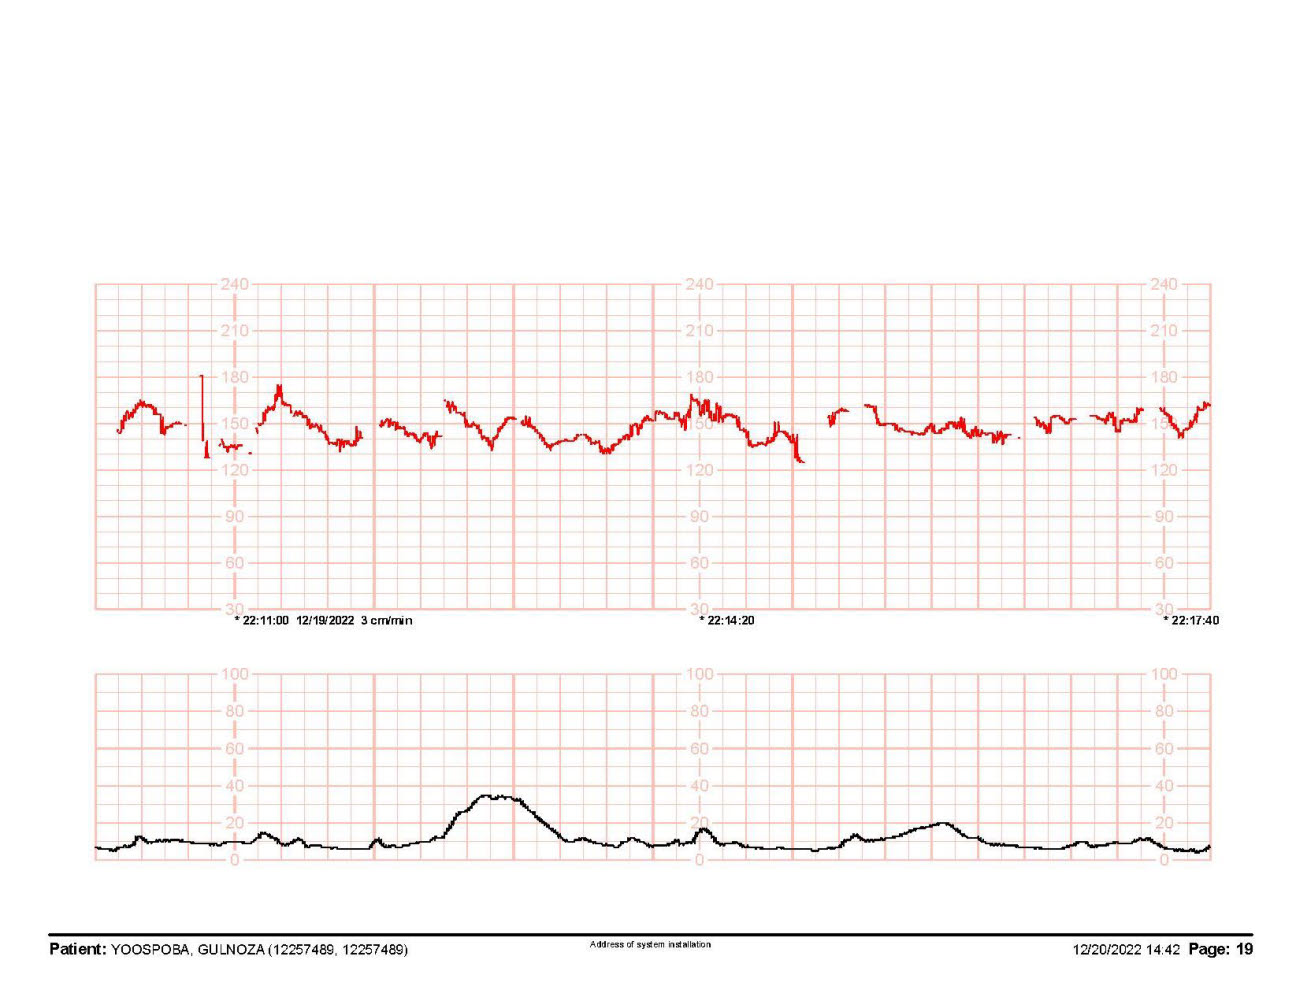 240 240 240
210 210 210
180 180 180
150 150 150
120 120 120
90 90 90
60 60 60
30 30 30
* 22:11:00 12/19/2022 3 cm/min * 22:14:20 * 22:17:40
100 100 100
80 80 80
60 60 60
40 40 40
20 20 20
0 0 0
Patient: YOOSPOBA, GULNOZA (12257489, 12257489) Address of system installation 12/20/2022 14:42 Page: 19